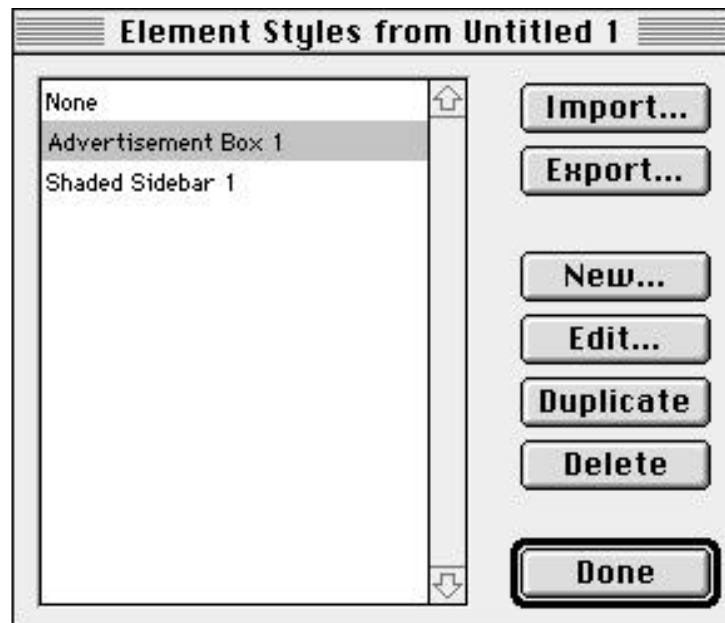 Element Styles from Untitled 1
None
Advertisement Box 1
Shaded Sidebar 1
Import...
Export...
New...
Edit...
Duplicate
Delete
Done